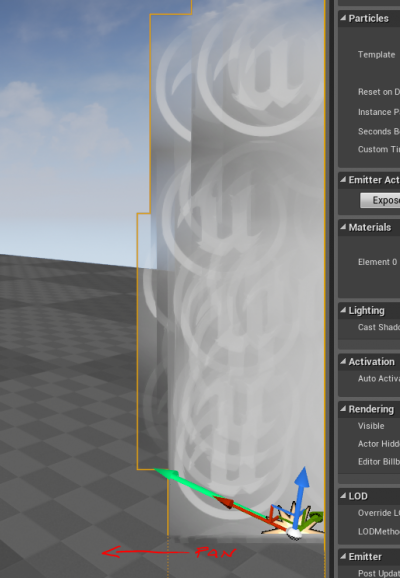 Particles
Template
Reset on D
Instance P
Seconds B
Custom Ti
Emitter Act
Expose
Materials
Element 0
Lighting
Cast Shado
Activation
Auto Activa
Rendering
Visible
Actor Hidd
Editor Billb
LOD
Override L
LODMetho
Emitter
Post Updat
PAN